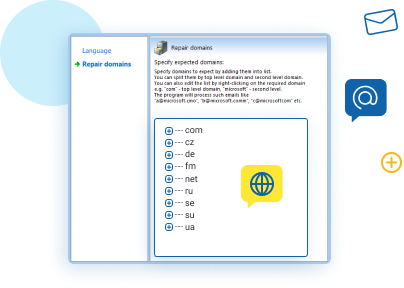 Language
Repair domains
Repair domains
Specify expected domains:
Specify domains to expect by adding them into list.
You can split them by top level domain and second level domain.
You can also edit the list by right-clicking on the required domain
e.g. "com" - top level domain, "microsoft" - second level.
The program will process such emails like
"a@microsoft.cmo", "b@microsoft.comm", "c@microsoftcom" etc.
com
cz
de
fm
net
ru
se
su
ua